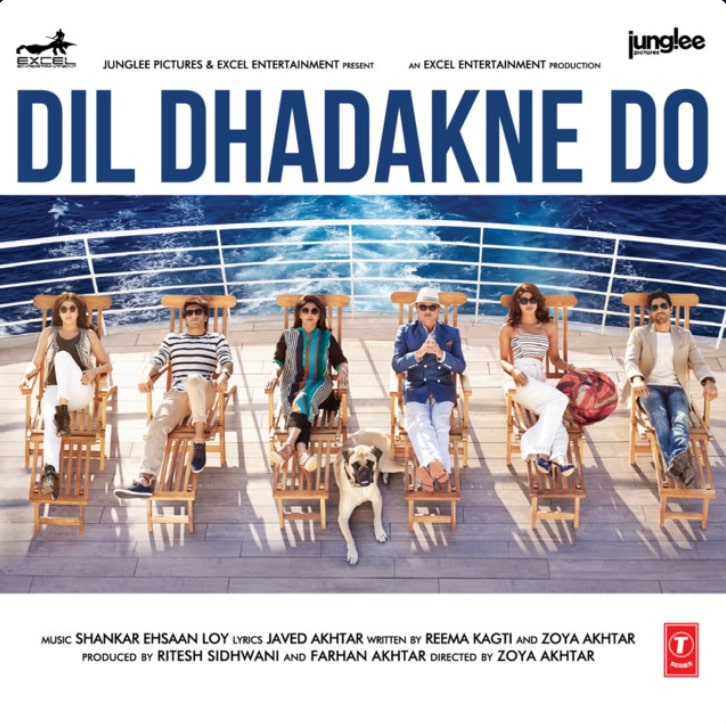 EXCEL
ENTERTAINMENT
JUNGLEE PICTURES & EXCEL ENTERTAINMENT PRESENT AN EXCEL ENTERTAINMENT PRODUCTION
junglee
pictures
DIL DHADAKNE DO
MUSIC SHANKAR EHSAAN LOY LYRICS JAVED AKHTAR WRITTEN BY REEMA KAGTI AND ZOYA AKHTAR
PRODUCED BY RITESH SIDHWANI AND FARHAN AKHTAR DIRECTED BY ZOYA AKHTAR
T
SERIES